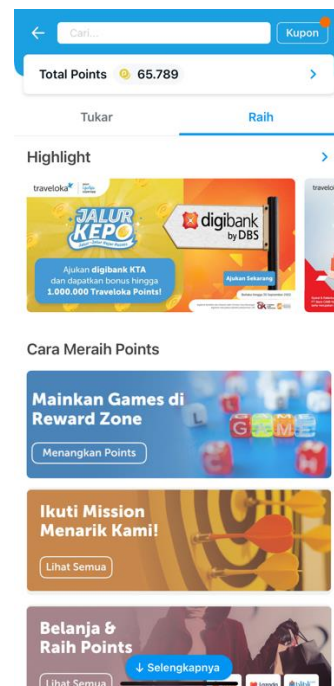 Cari...
Kupon
Total Points 65.789
Tukar
Raih
Highlight
traveloka
JALUR
KEPO
Ajukan digibank KTA
dan dapatkan bonus hingga
1.000.000 Traveloka Points!
digibank
by DBS
Ajukan Sekarang
Cara Meraih Points
Mainkan Games di
Reward Zone
Menangkan Points
GAME
Ikuti Mission
Menarik Kami!
Lihat Semua
Belanja &
Raih Points
Lihat Semua
↓ Selengkapnya